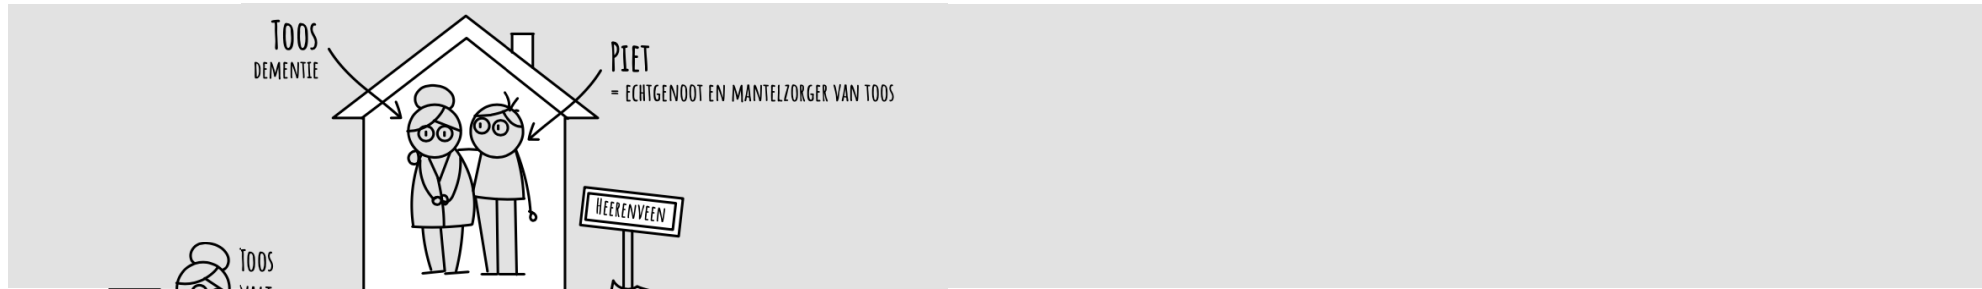 TOOS
DEMENTIE
PIET
= ECHTGENOOT EN MANTELZORGER VAN TOOS
HEERENVEEN
TOOS